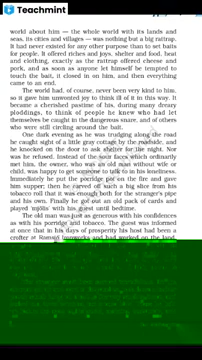 Teachmint
world about him — the whole world with its lands and
seas, its cities and villages — was nothing but a big rattrap.
It had never existed for any other purpose than to set baits
for people. It offered riches and joys, shelter and food,
heat and clothing, exactly as the rattrap offered cheese and
pork, and as soon as anyone let himself be tempted to
touch the bait, it closed in on him, and then everything
came to an end.
The world had, of course, never been very kind to him,
so it gave him unwonted joy to think ill of it in this way. It
became a cherished pastime of his, during many dreary
ploddings, to think of people he knew who had let
themselves be caught in the dangerous snare, and of others
who were still circling around the bait.
One dark evening as he was trudging along the road
he caught sight of a little gray cottage by the roadside, and
he knocked on the door to ask shelter for the night. Nor
was he refused. Instead of the sour faces which ordinarily
met him, the owner, who was an old man without wife or
child, was happy to get someone to talk to in his loneliness.
Immediately he put the porridge pot on the fire and gave
him supper; then he carved off such a big slice from his
tobacco roll that it was enough both for the stranger's pipe
and his own. Finally he got out an old pack of cards and
played 'mjolis' with his guest until bedtime.
The old man was just as generous with his confidences
as with his porridge and tobacco. The guest was informed
at once that in his days of prosperity his host had been a
crofter at Ramsjo Ironworks and had worked on the land.